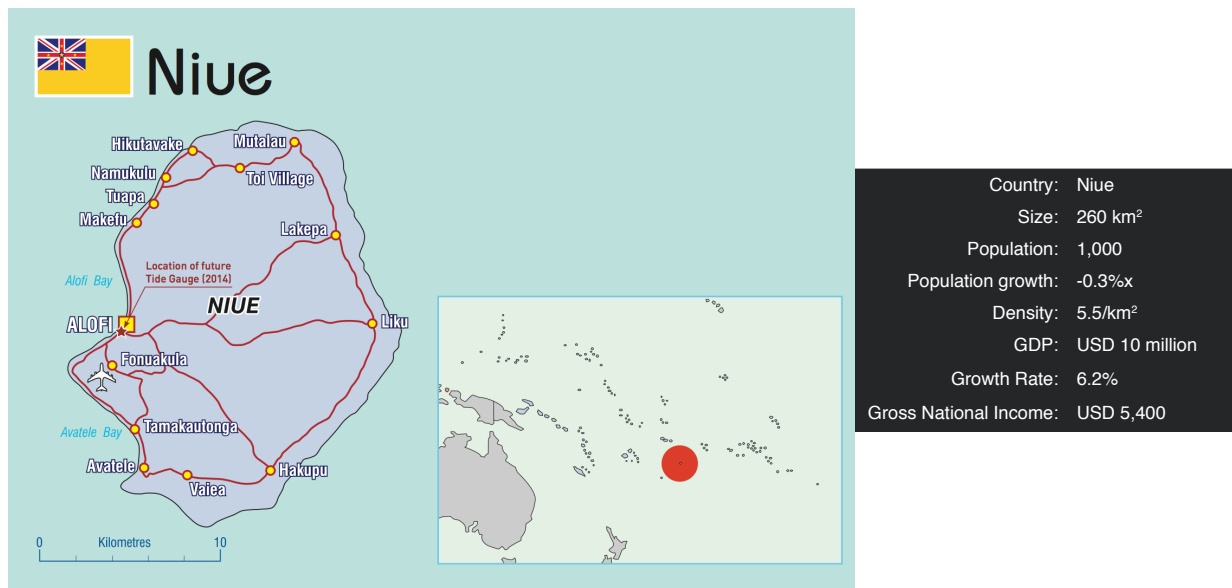 Niue
Hikutavake
Mutalau
Namukulu
Toi Village
Tuapa
Makefu
Lakepa
Location of future
Tide Gauge (2014)
Alofi Bay
NIUE
ALOFI
Liku
Fonuakula
Tamakautonga
Avatele Bay
Avatele
Hakupu
Vaiea
0 Kilometres 10
Country: Niue
Size: 260 km²
Population: 1,000
Population growth: -0.3%x
Density: 5.5/km²
GDP: USD 10 million
Growth Rate: 6.2%
Gross National Income: USD 5,400